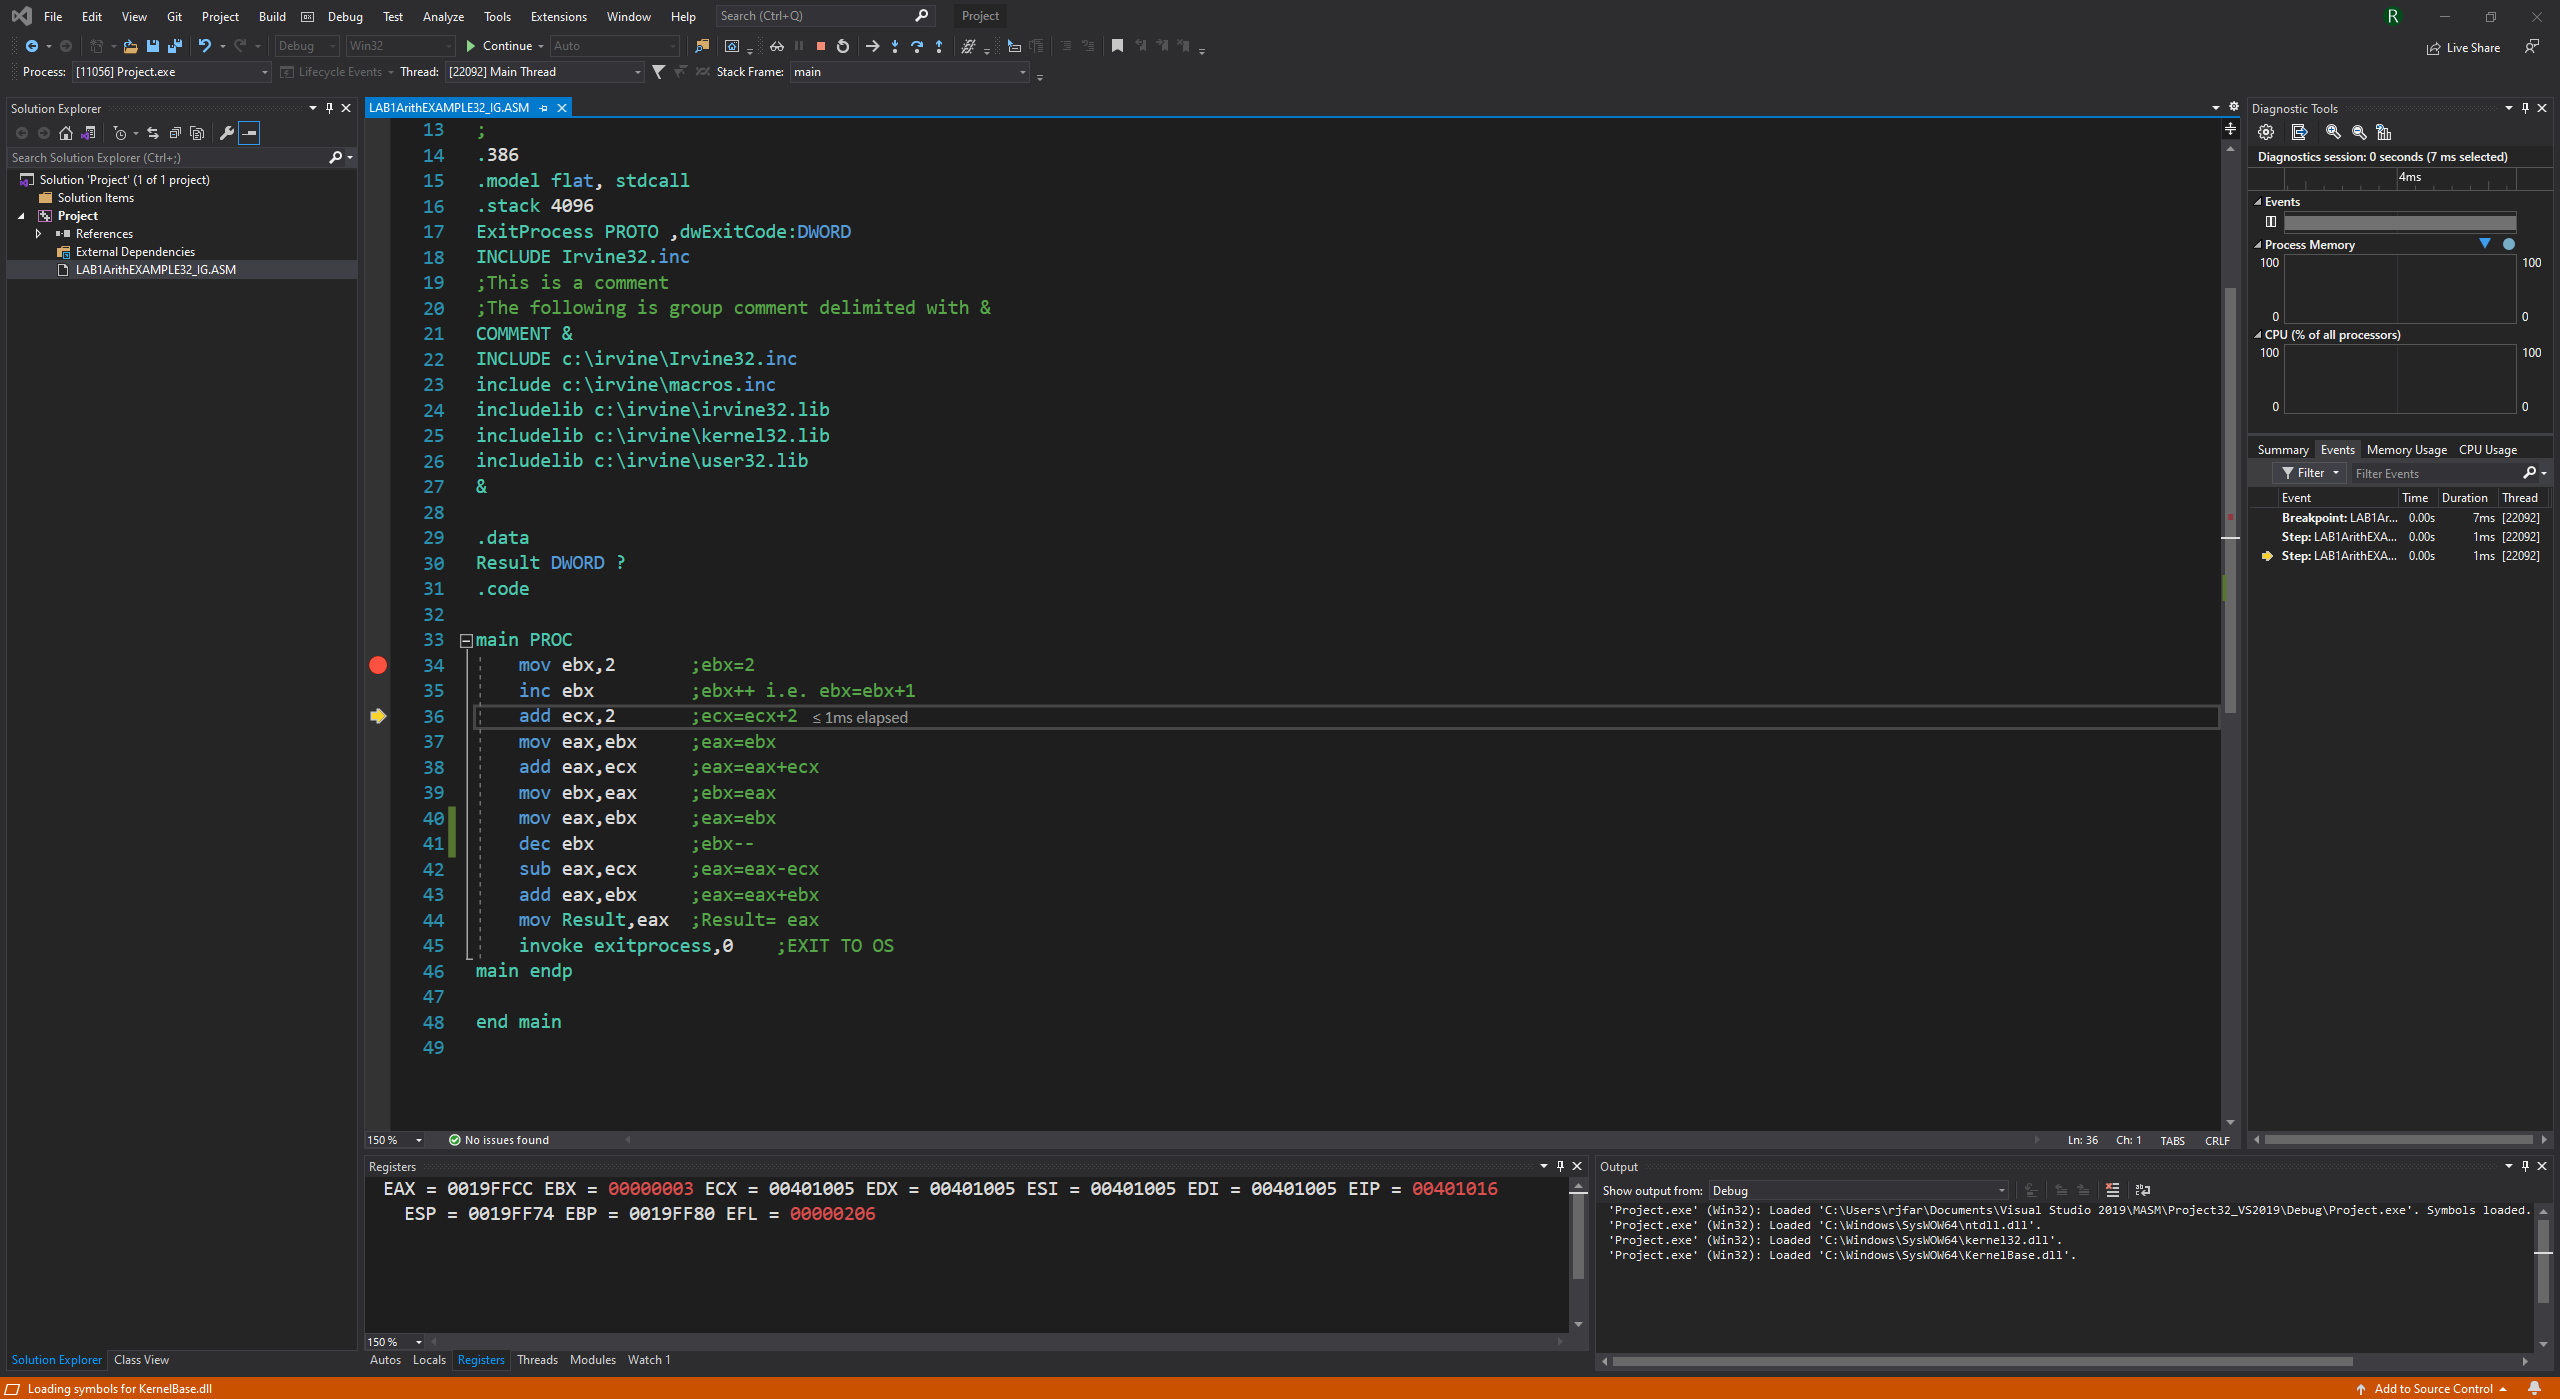 File Edit View Git Project Build Debug Test Analyze Tools Extensions Window Help Search (Ctrl+Q) Project R
Debug Win32 Continue Auto Live Share
Process: [11056] Project.exe Lifecycle Events Thread: [22092] Main Thread Stack Frame: main
Solution Explorer
Search Solution Explorer (Ctrl+;)
Solution 'Project' (1 of 1 project)
Solution Items
Project
References
External Dependencies
LAB1ArithEXAMPLE32_IG.ASM
Solution Explorer Class View
LAB1ArithEXAMPLE32_IG.ASM
13 ;
14 .386
15 .model flat, stdcall
16 .stack 4096
17 ExitProcess PROTO ,dwExitCode:DWORD
18 INCLUDE Irvine32.inc
19 ;This is a comment
20 ;The following is group comment delimited with &
21 COMMENT &
22 INCLUDE c:\irvine\Irvine32.inc
23 include c:\irvine\macros.inc
24 includelib c:\irvine\irvine32.lib
25 includelib c:\irvine\kernel32.lib
26 includelib c:\irvine\user32.lib
27 &
28
29 .data
30 Result DWORD ?
31 .code
32
33 main PROC
34 mov ebx,2 ;ebx=2
35 inc ebx ;ebx++ i.e. ebx=ebx+1
36 add ecx,2 ;ecx=ecx+2 ≤ 1ms elapsed
37 mov eax,ebx ;eax=ebx
38 add eax,ecx ;eax=eax+ecx
39 mov ebx,eax ;ebx=eax
40 mov eax,ebx ;eax=ebx
41 dec ebx ;ebx--
42 sub eax,ecx ;eax=eax-ecx
43 add eax,ebx ;eax=eax+ebx
44 mov Result,eax ;Result= eax
45 invoke exitprocess,0 ;EXIT TO OS
46 main endp
47
48 end main
49
150 % No issues found Ln: 36 Ch: 1 TABS CRLF
Diagnostic Tools
Diagnostics session: 0 seconds (7 ms selected)
4ms
Events
Process Memory
100 100
0 0
CPU (% of all processors)
100 100
0 0
Summary Events Memory Usage CPU Usage
Filter Filter Events
Event Time Duration Thread
Breakpoint: LAB1Ar... 0.00s 7ms [22092]
Step: LAB1ArithEXA... 0.00s 1ms [22092]
Step: LAB1ArithEXA... 0.00s 1ms [22092]
Registers
EAX = 0019FFCC EBX = 00000003 ECX = 00401005 EDX = 00401005 ESI = 00401005 EDI = 00401005 EIP = 00401016
ESP = 0019FF74 EBP = 0019FF80 EFL = 00000206
150 %
Autos Locals Registers Threads Modules Watch 1
Output
Show output from: Debug
'Project.exe' (Win32): Loaded 'C:\Users\rjfar\Documents\Visual Studio 2019\MASM\Project32_VS2019\Debug\Project.exe'. Symbols loaded.
'Project.exe' (Win32): Loaded 'C:\Windows\SysWOW64\ntdll.dll'.
'Project.exe' (Win32): Loaded 'C:\Windows\SysWOW64\kernel32.dll'.
'Project.exe' (Win32): Loaded 'C:\Windows\SysWOW64\KernelBase.dll'.
Loading symbols for KernelBase.dll Add to Source Control